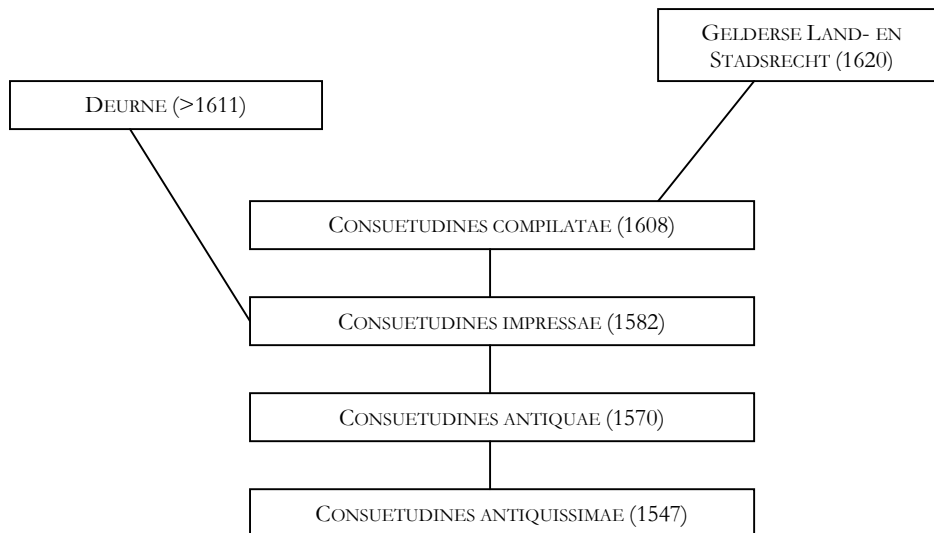 GELDERSE LAND- EN
STADSRECHT (1620)
DEURNE (>1611)
CONSUETUDINES COMPILATAE (1608)
CONSUETUDINES IMPRESSAE (1582)
CONSUETUDINES ANTIQUAE (1570)
CONSUETUDINES ANTIQUISSIMAE (1547)